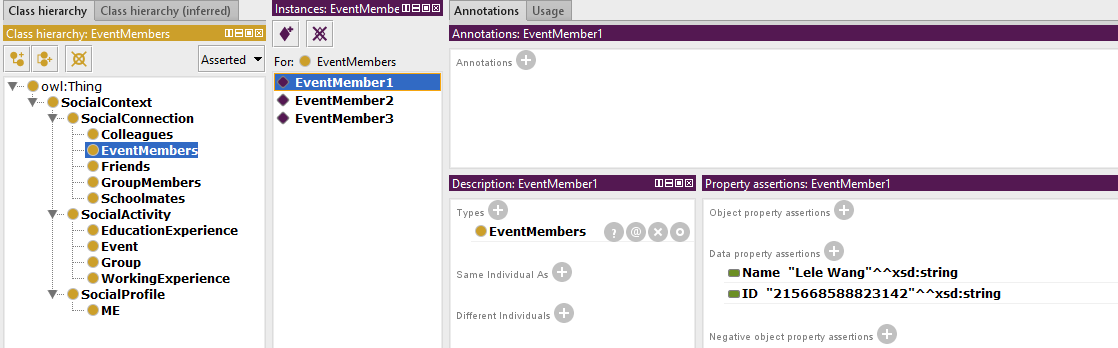 Class hierarchy
Class hierarchy (inferred)
Class hierarchy: EventMembers
Asserted
owl:Thing
SocialContext
SocialConnection
Colleagues
EventMembers
Friends
GroupMembers
Schoolmates
SocialActivity
EducationExperience
Event
Group
WorkingExperience
SocialProfile
ME
Instances: EventMembe
For: EventMembers
EventMember1
EventMember2
EventMember3
Annotations
Usage
Annotations: EventMember1
Annotations
Description: EventMember1
Types
EventMembers
? @
Same Individual As
Different Individuals
Property assertions: EventMember1
Object property assertions
Data property assertions
Name "Lele Wang"^^xsd:string
ID "215668588823142"^^xsd:string
Negative object property assertions